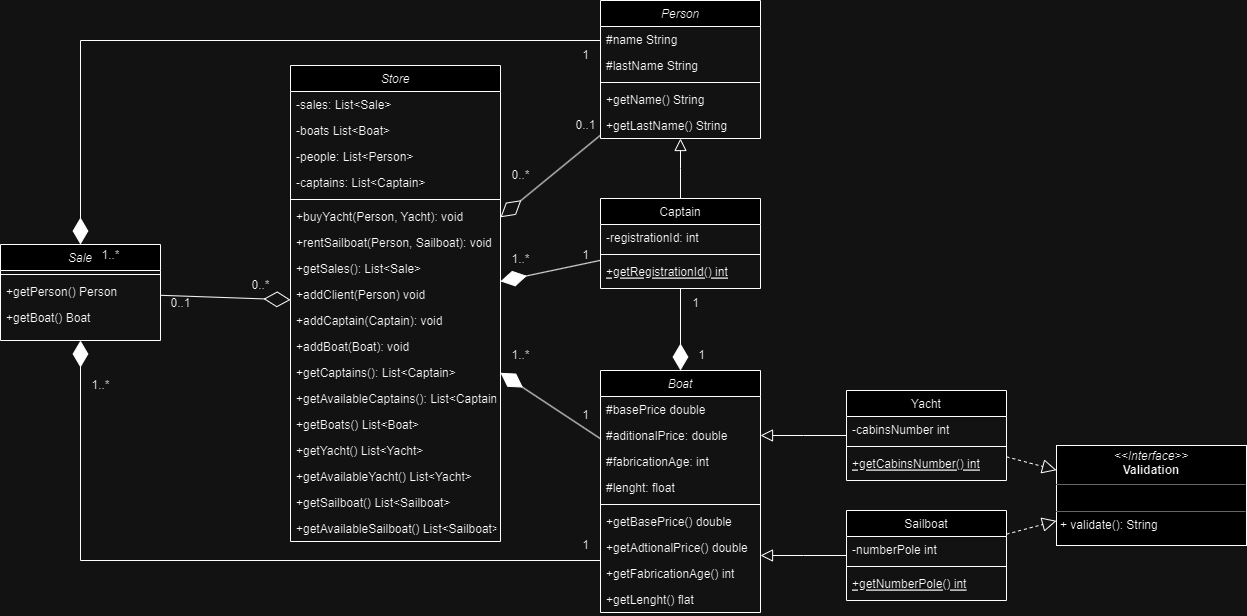 Person
#name String
#lastName String
+getName() String
+getLastName() String
1
0..1
Store
-sales: List<Sale>
-boats List<Boat>
-people: List<Person>
-captains: List<Captain>
+buyYacht(Person, Yacht): void
+rentSailboat(Person, Sailboat): void
+getSales(): List<Sale>
+addClient(Person) void
+addCaptain(Captain): void
+addBoat(Boat): void
+getCaptains(): List<Captain>
+getAvailableCaptains(): List<Captain
+getBoats() List<Boat>
+getYacht() List<Yacht>
+getAvailableYacht() List<Yacht>
+getSailboat() List<Sailboat>
+getAvailableSailboat() List<Sailboat>
0..*
1..*
1
1..*
1
Captain
-registrationId: int
+getRegistrationId() int
1
1
Sale
1..*
+getPerson() Person
+getBoat() Boat
0..1
0..*
1..*
1
Boat
#basePrice double
#aditionalPrice: double
#fabricationAge: int
#lenght: float
+getBasePrice() double
+getAdtionalPrice() double
+getFabricationAge() int
+getLenght() flat
Yacht
-cabinsNumber int
+getCabinsNumber() int
Sailboat
-numberPole int
+getNumberPole() int
<<Interface>>
Validation
+ validate(): String